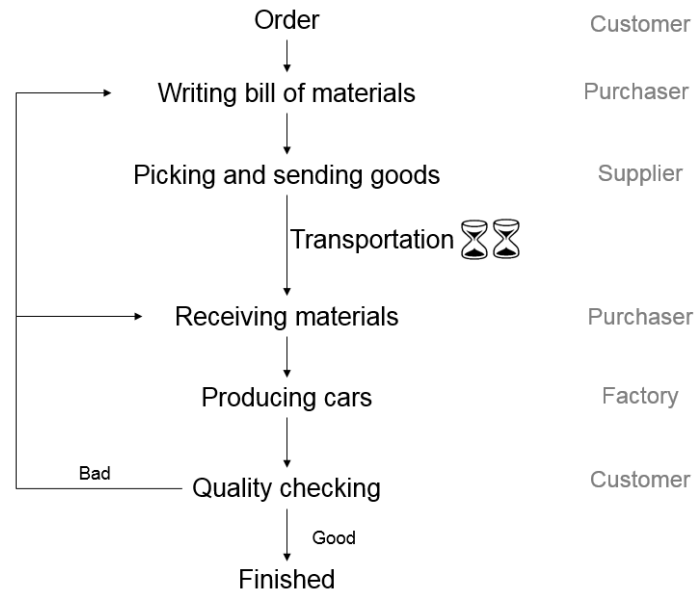 Order
Customer
Writing bill of materials
Purchaser
Picking and sending goods
Supplier
Transportation
Receiving materials
Purchaser
Producing cars
Factory
Bad
Quality checking
Customer
Good
Finished